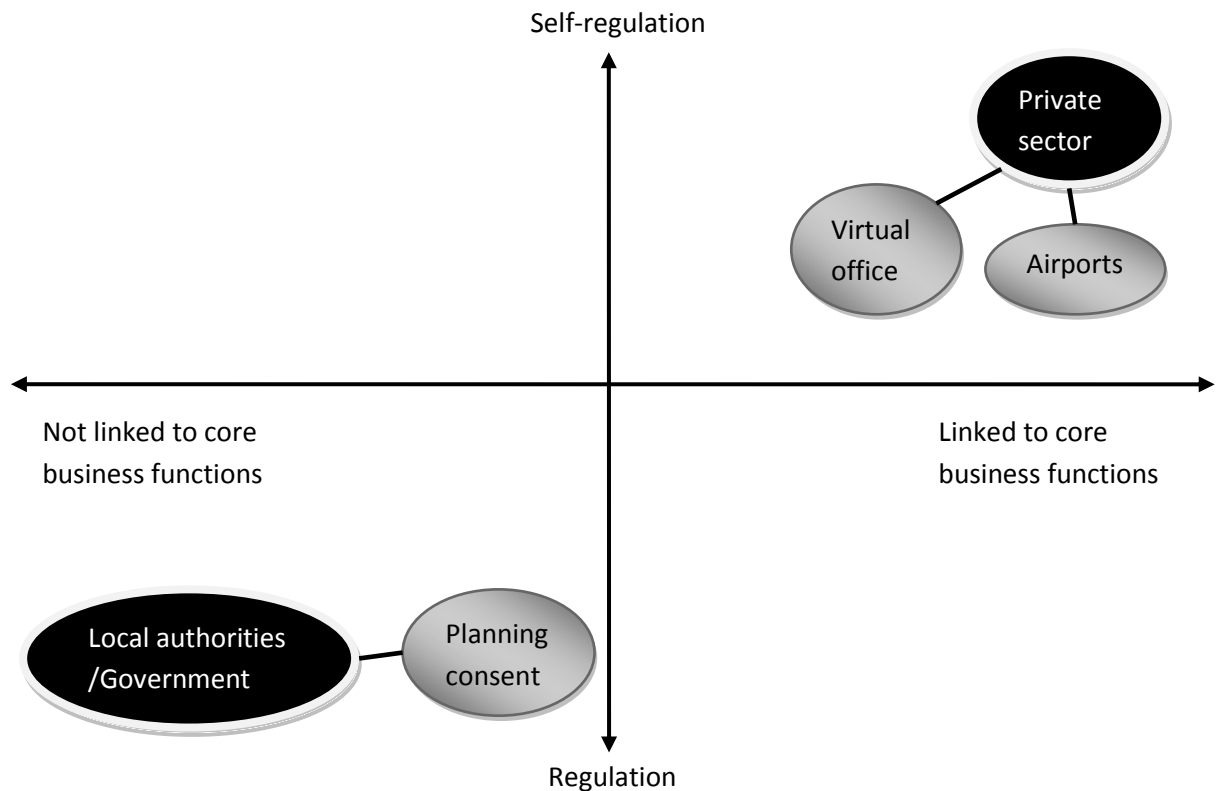 Self-regulation
Private
sector
Virtual
office
Airports
Not linked to core
business functions
Linked to core
business functions
Local authorities
/Government
Planning
consent
Regulation